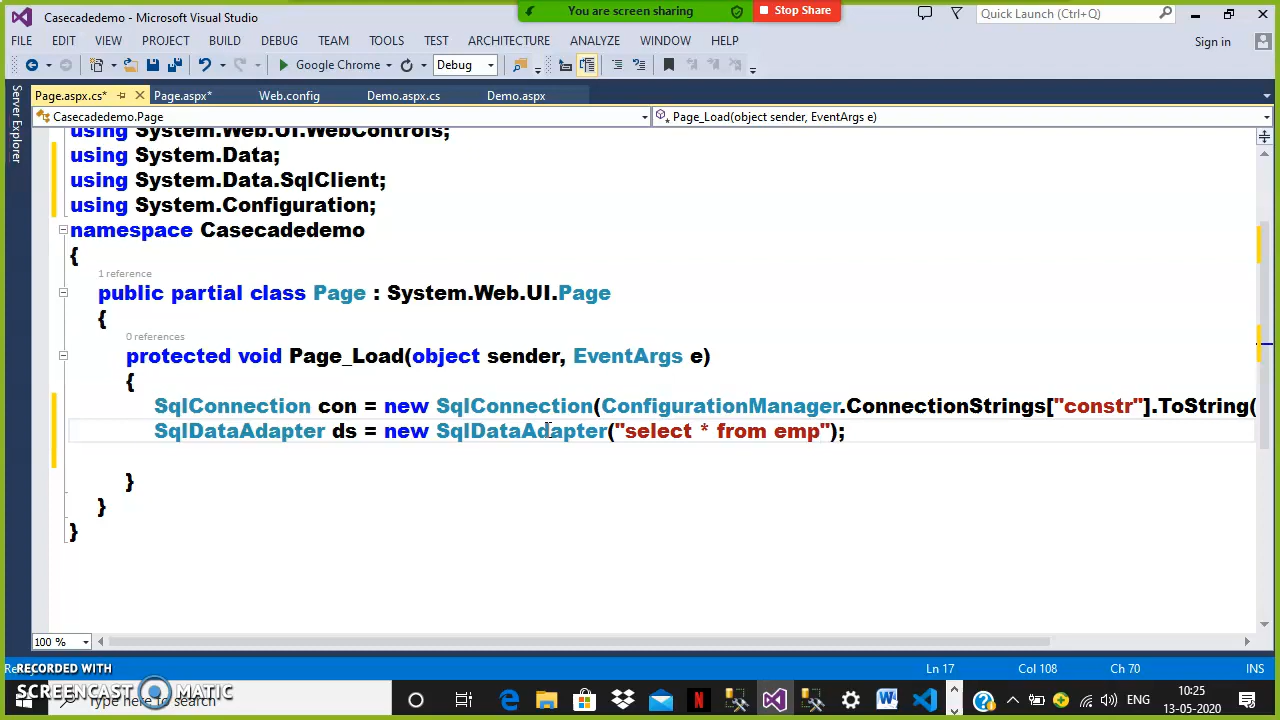 Casecadedemo - Microsoft Visual Studio
You are screen sharing
Stop Share
Quick Launch (Ctrl+Q)
FILE EDIT VIEW PROJECT BUILD DEBUG TEAM TOOLS TEST ARCHITECTURE ANALYZE WINDOW HELP
Sign in
Google Chrome
Debug
Server Explorer
Page.aspx.cs* Page.aspx* Web.config Demo.aspx.cs Demo.aspx
Casecadedemo.Page
Page_Load(object sender, EventArgs e)
using System.Web.UI.WebControls;
using System.Data;
using System.Data.SqlClient;
using System.Configuration;
namespace Casecadedemo
{
1 reference
public partial class Page : System.Web.UI.Page
{
0 references
protected void Page_Load(object sender, EventArgs e)
{
SqlConnection con = new SqlConnection(ConfigurationManager.ConnectionStrings["constr"].ToString(
SqlDataAdapter ds = new SqlDataAdapter("select * from emp");
}
}
}
100 %
RECORDED WITH
Ln 17 Col 108 Ch 70 INS
SCREENCAST MATIC
Type here to search
ENG
10:25
13-05-2020